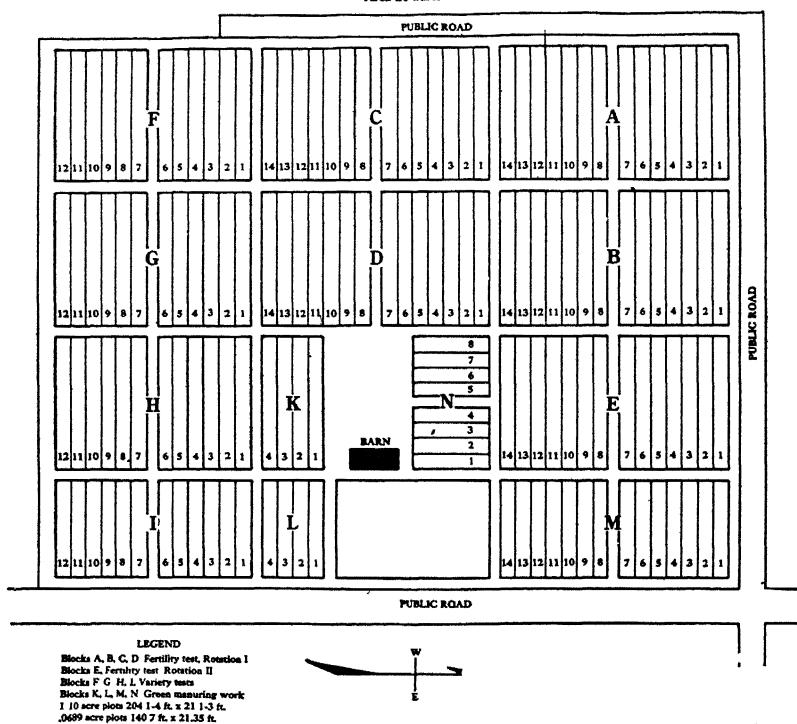 PUBLIC ROAD
F
C
A
12 11 10 9 8 7 6 5 4 3 2 1
14 13 12 11 10 9 8 7 6 5 4 3 2 1
14 13 12 11 10 9 8 7 6 5 4 3 2 1
G
D
B
12 11 10 9 8 7 6 5 4 3 2 1
14 13 12 11 10 9 8 7 6 5 4 3 2 1
14 13 12 11 10 9 8 7 6 5 4 3 2 1
PUBLIC ROAD
H
K
N
E
8
7
6
5
4
3
2
1
BARN
12 11 10 9 8 7 6 5 4 3 2 1
4 3 2 1
14 13 12 11 10 9 8 7 6 5 4 3 2 1
I
L
M
12 11 10 9 8 7 6 5 4 3 2 1
4 3 2 1
14 13 12 11 10 9 8 7 6 5 4 3 2 1
PUBLIC ROAD
LEGEND
Blocks A, B, C, D Fertility test, Rotation I
Blocks E, Fertility test Rotation II
Blocks F G H, I, Variety tests
Blocks K, L, M, N Green manuring work
1 10 acre plots 204 1-4 ft. x 21 1-3 ft.
.0689 acre plots 140 7 ft. x 21.35 ft.
W
E